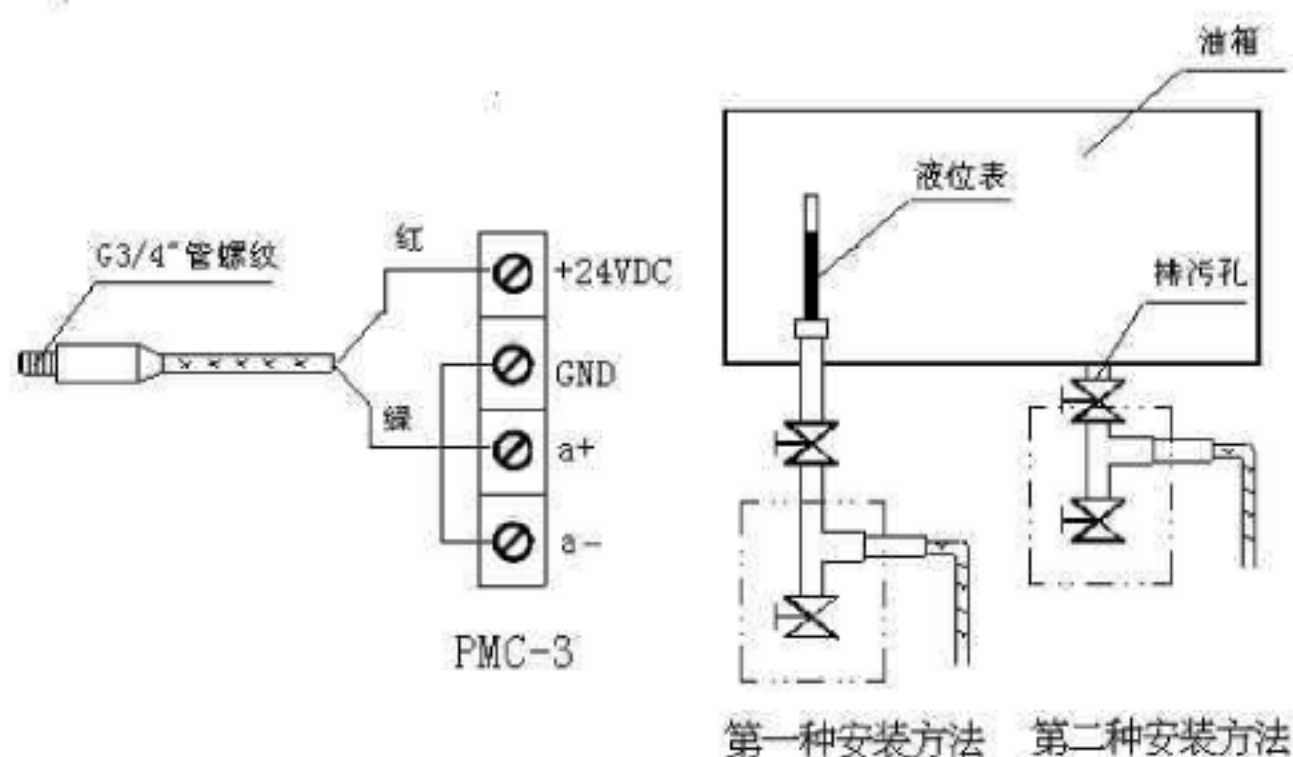 油箱
液位表
排污孔
G3/4"管螺纹
红
+24VDC
GND
绿
a+
a-
PMC-3
第一种安装方法
第二种安装方法